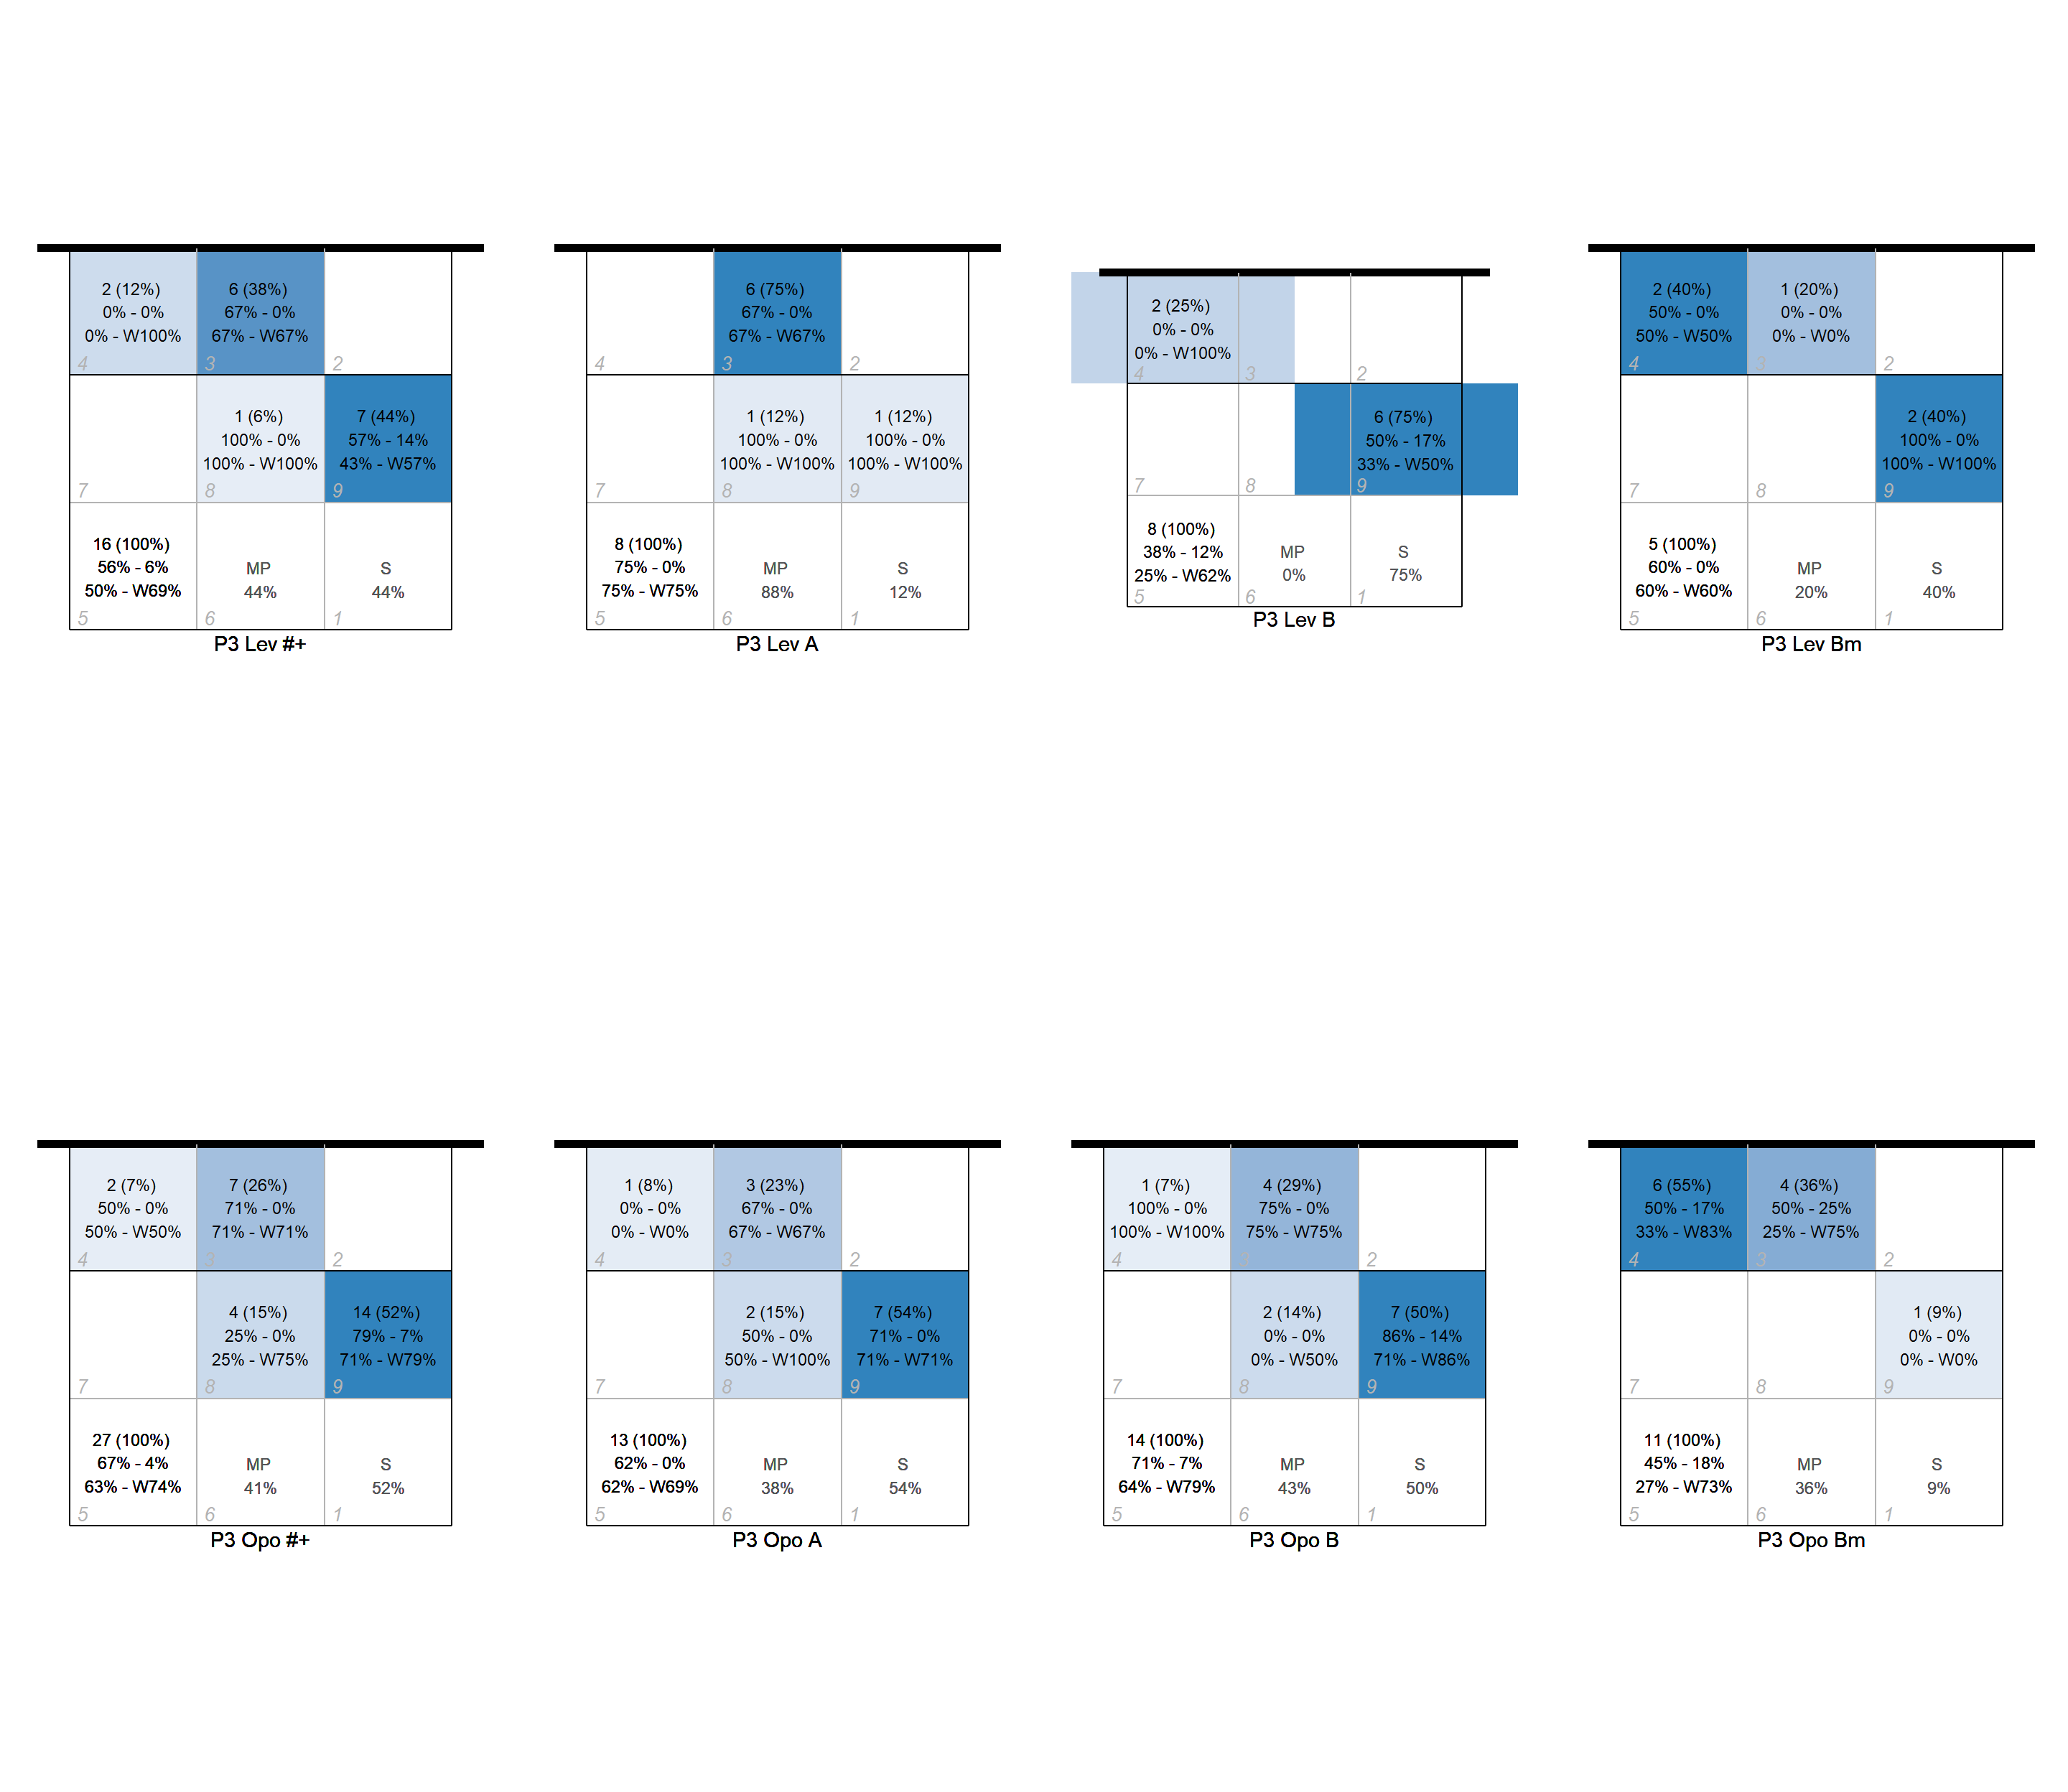 2 (12%)
0% - 0%
0% - W100%
4
6 (38%)
67% - 0%
67% - W67%
3
2
7
1 (6%)
100% - 0%
100% - W100%
8
7 (44%)
57% - 14%
43% - W57%
9
16 (100%)
56% - 6%
50% - W69%
5
MP
44%
6
S
44%
1
P3 Lev #+
4
6 (75%)
67% - 0%
67% - W67%
3
2
7
1 (12%)
100% - 0%
100% - W100%
8
1 (12%)
100% - 0%
100% - W100%
9
8 (100%)
75% - 0%
75% - W75%
5
MP
88%
6
S
12%
1
P3 Lev A
2 (25%)
0% - 0%
0% - W100%
4
3
2
7
8
6 (75%)
50% - 17%
33% - W50%
9
8 (100%)
38% - 12%
25% - W62%
5
MP
0%
6
S
75%
1
P3 Lev B
2 (40%)
50% - 0%
50% - W50%
4
1 (20%)
0% - 0%
0% - W0%
3
2
7
8
2 (40%)
100% - 0%
100% - W100%
9
5 (100%)
60% - 0%
60% - W60%
5
MP
20%
6
S
40%
1
P3 Lev Bm
2 (7%)
50% - 0%
50% - W50%
4
7 (26%)
71% - 0%
71% - W71%
3
2
7
4 (15%)
25% - 0%
25% - W75%
8
14 (52%)
79% - 7%
71% - W79%
9
27 (100%)
67% - 4%
63% - W74%
5
MP
41%
6
S
52%
1
P3 Opo #+
1 (8%)
0% - 0%
0% - W0%
4
3 (23%)
67% - 0%
67% - W67%
3
2
7
2 (15%)
50% - 0%
50% - W100%
8
7 (54%)
71% - 0%
71% - W71%
9
13 (100%)
62% - 0%
62% - W69%
5
MP
38%
6
S
54%
1
P3 Opo A
1 (7%)
100% - 0%
100% - W100%
4
4 (29%)
75% - 0%
75% - W75%
3
2
7
2 (14%)
0% - 0%
0% - W50%
8
7 (50%)
86% - 14%
71% - W86%
9
14 (100%)
71% - 7%
64% - W79%
5
MP
43%
6
S
50%
1
P3 Opo B
6 (55%)
50% - 17%
33% - W83%
4
4 (36%)
50% - 25%
25% - W75%
3
2
7
8
1 (9%)
0% - 0%
0% - W0%
9
11 (100%)
45% - 18%
27% - W73%
5
MP
36%
6
S
9%
1
P3 Opo Bm